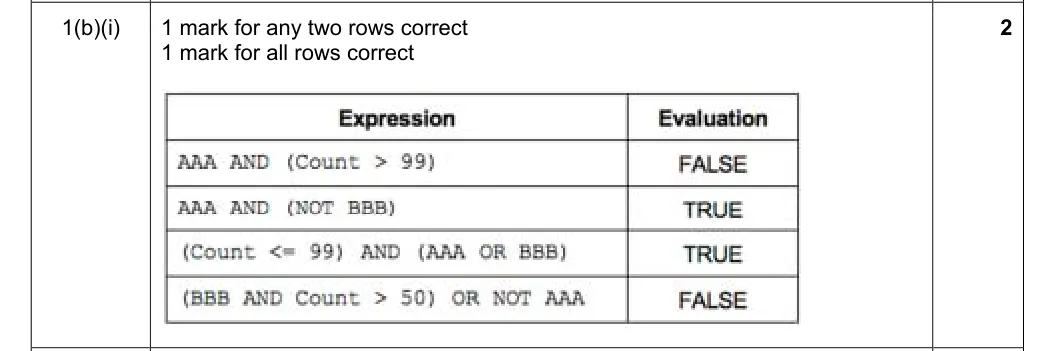 1(b)(i) 1 mark for any two rows correct 2
1 mark for all rows correct
Expression Evaluation
AAA AND (Count > 99) FALSE
AAA AND (NOT BBB) TRUE
(Count <= 99) AND (AAA OR BBB) TRUE
(BBB AND Count > 50) OR NOT AAA FALSE